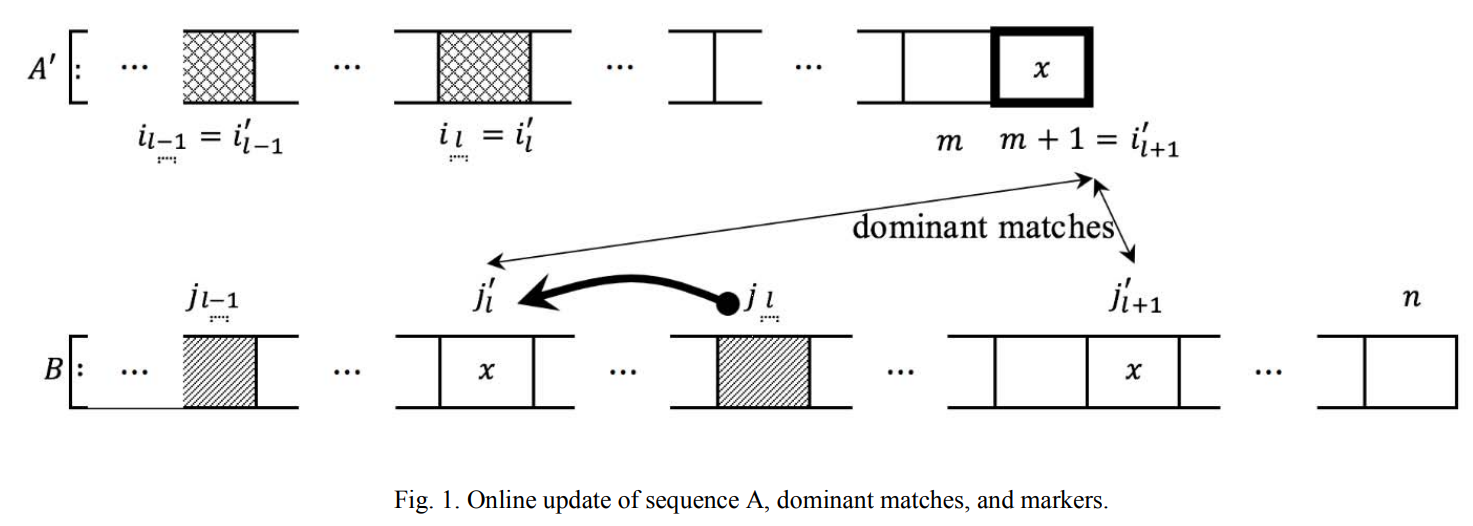 A′ : ... ... ... ... x
i_{l−1} = i′_{l−1} i_l = i′_l m m + 1 = i′_{l+1}
dominant matches
j_{l−1} j′_l j_l j′_{l+1} n
B : ... ... x ... ... x ...
Fig. 1. Online update of sequence A, dominant matches, and markers.